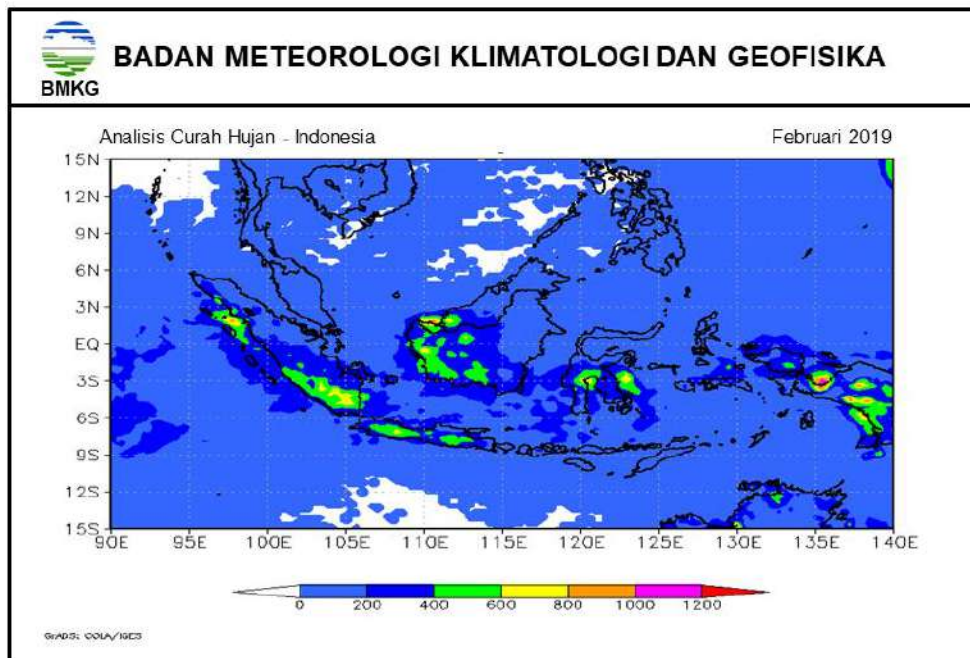 BADAN METEOROLOGI KLIMATOLOGI DAN GEOFISIKA
BMKG
Analisis Curah Hujan - Indonesia Februari 2019
15N
12N
9N
6N
3N
EQ
3S
6S
9S
12S
15S
90E 95E 100E 105E 110E 115E 120E 125E 130E 135E 140E
0 200 400 600 800 1000 1200
GrADS: COLA/IGES